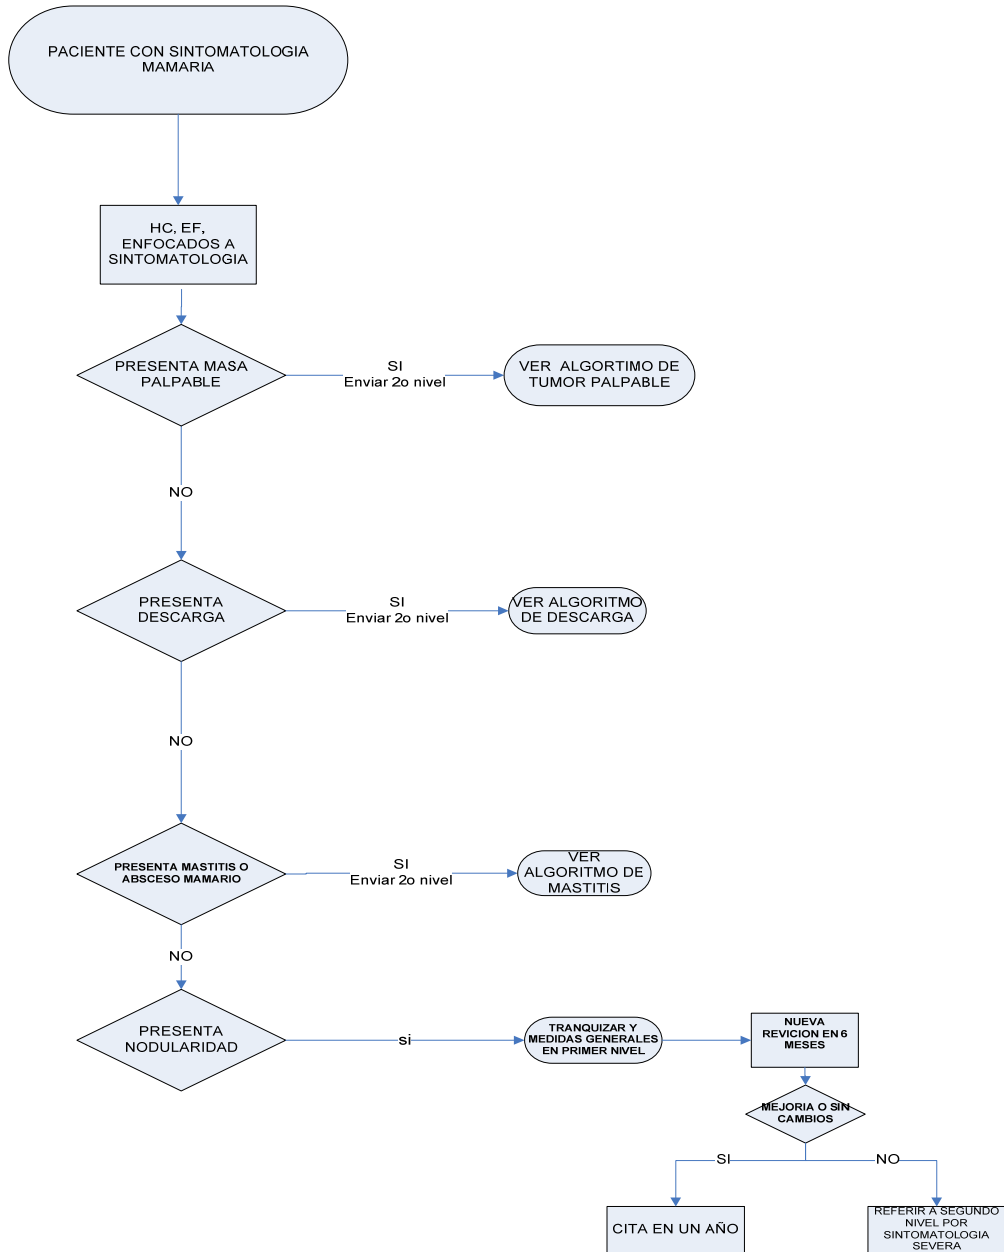 PACIENTE CON SINTOMATOLOGIA
MAMARIA
HC, EF,
ENFOCADOS A
SINTOMATOLOGIA
PRESENTA MASA
PALPABLE
SI
Enviar 2o nivel
VER ALGORTIMO DE
TUMOR PALPABLE
NO
PRESENTA
DESCARGA
SI
Enviar 2o nivel
VER ALGORITMO
DE DESCARGA
NO
PRESENTA MASTITIS O
ABSCESO MAMARIO
SI
Enviar 2o nivel
VER
ALGORITMO DE
MASTITIS
NO
PRESENTA
NODULARIDAD
si
TRANQUIZAR Y
MEDIDAS GENERALES
EN PRIMER NIVEL
NUEVA
REVICION EN 6
MESES
MEJORIA O SIN
CAMBIOS
SI
NO
CITA EN UN AÑO
REFERIR A SEGUNDO
NIVEL POR
SINTOMATOLOGIA
SEVERA